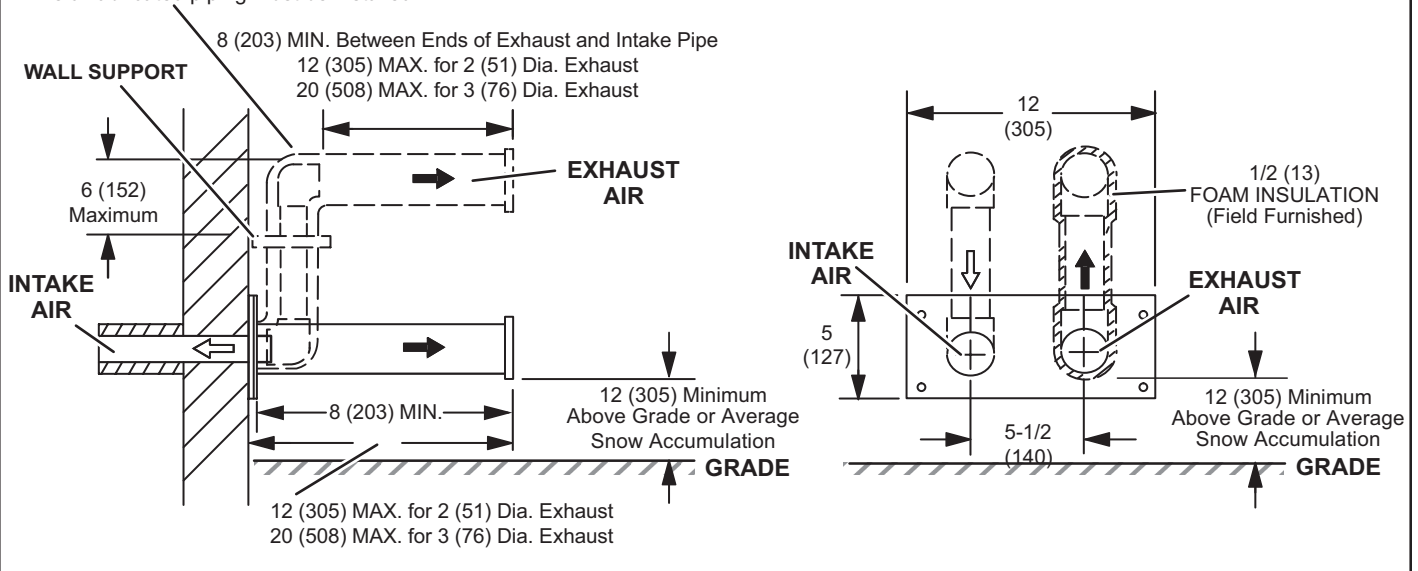 8 (203) MIN. Between Ends of Exhaust and Intake Pipe
12 (305) MAX. for 2 (51) Dia. Exhaust
20 (508) MAX. for 3 (76) Dia. Exhaust
WALL SUPPORT
6 (152)
Maximum
EXHAUST
AIR
INTAKE
AIR
8 (203) MIN.
12 (305) Minimum
Above Grade or Average
Snow Accumulation
GRADE
12 (305) MAX. for 2 (51) Dia. Exhaust
20 (508) MAX. for 3 (76) Dia. Exhaust
12
(305)
1/2 (13)
FOAM INSULATION
(Field Furnished)
INTAKE
AIR
EXHAUST
AIR
5
(127)
5-1/2
(140)
12 (305) Minimum
Above Grade or Average
Snow Accumulation
GRADE